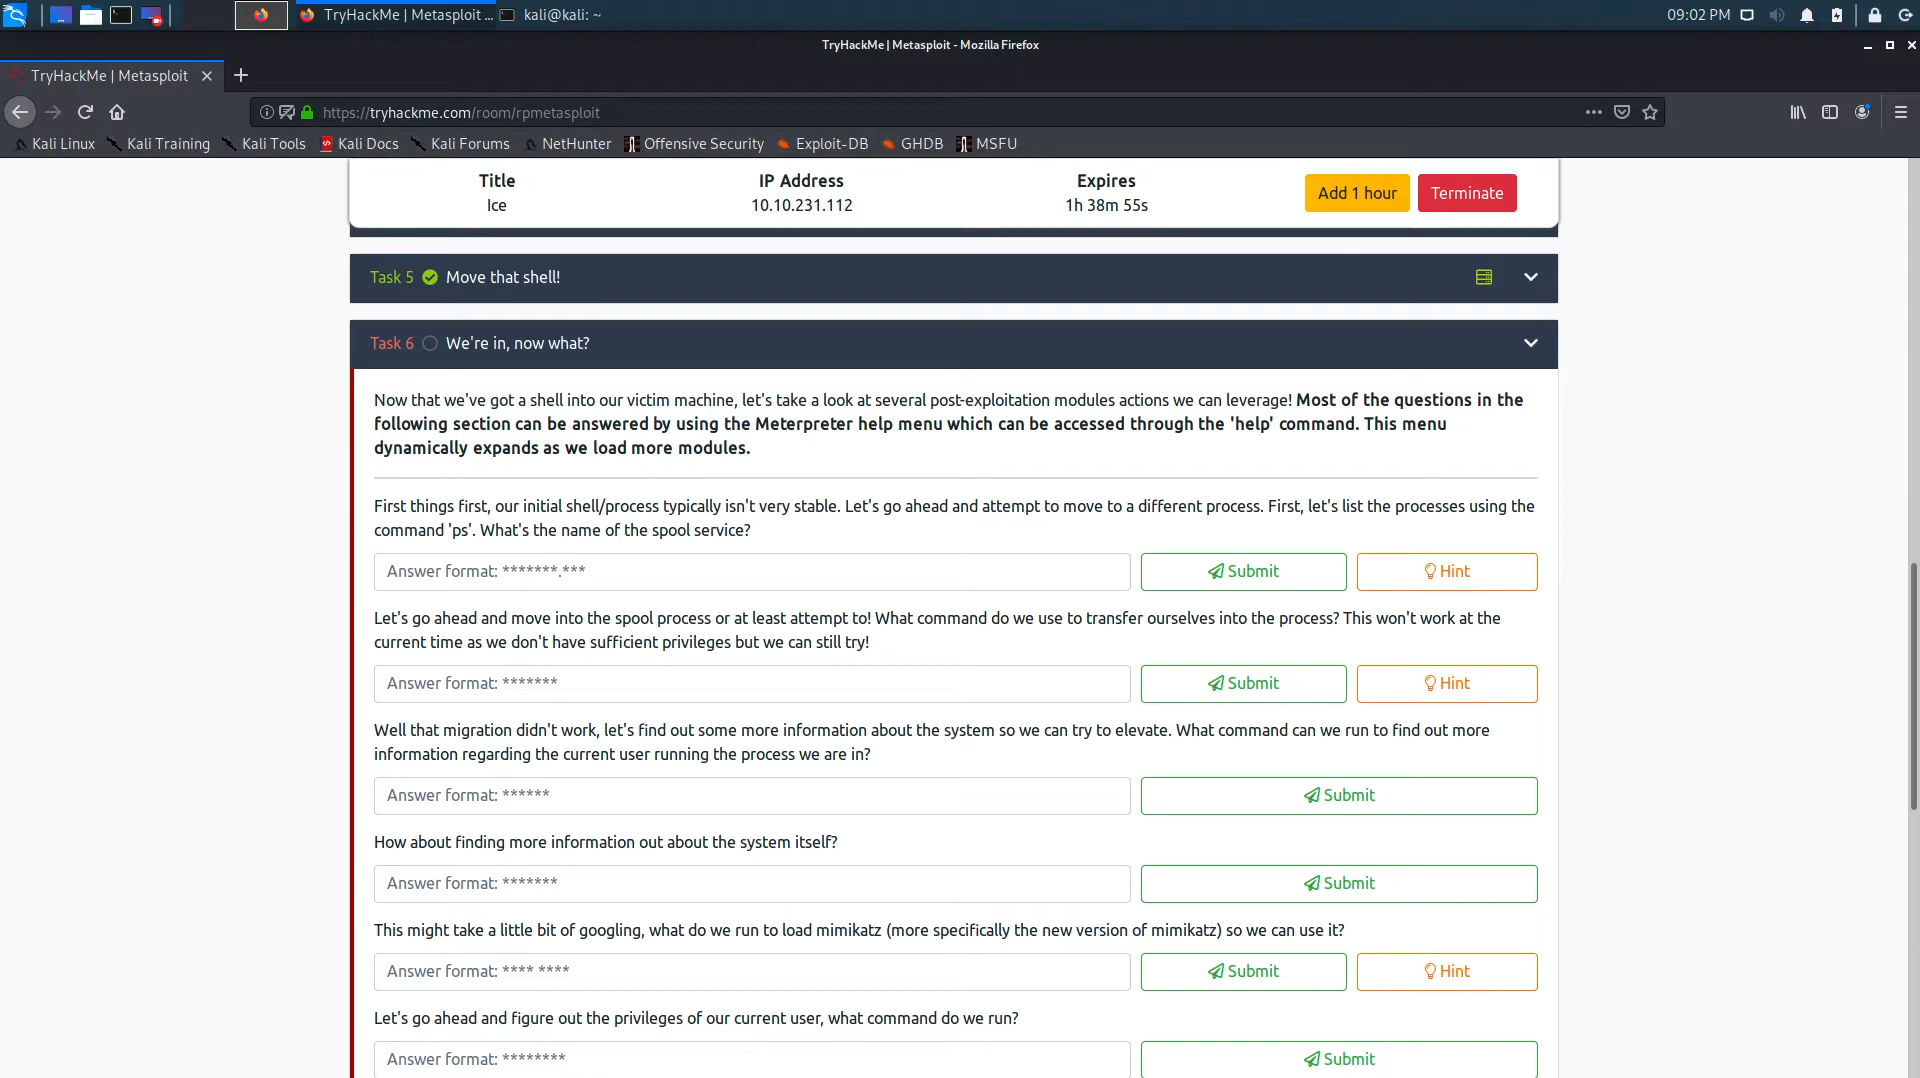 TryHackMe | Metasploit ...
kali@kali: ~
09:02 PM
TryHackMe | Metasploit - Mozilla Firefox
TryHackMe | Metasploit
https://tryhackme.com/room/rpmetasploit
Kali Linux Kali Training Kali Tools Kali Docs Kali Forums NetHunter Offensive Security Exploit-DB GHDB MSFU
Title IP Address Expires
Add 1 hour Terminate
Ice 10.10.231.112 1h 38m 55s
Task 5 Move that shell!
Task 6 We're in, now what?
Now that we've got a shell into our victim machine, let's take a look at several post-exploitation modules actions we can leverage! Most of the questions in the
following section can be answered by using the Meterpreter help menu which can be accessed through the 'help' command. This menu
dynamically expands as we load more modules.
First things first, our initial shell/process typically isn't very stable. Let's go ahead and attempt to move to a different process. First, let's list the processes using the
command 'ps'. What's the name of the spool service?
Answer format: *******.*** Submit Hint
Let's go ahead and move into the spool process or at least attempt to! What command do we use to transfer ourselves into the process? This won't work at the
current time as we don't have sufficient privileges but we can still try!
Answer format: ******* Submit Hint
Well that migration didn't work, let's find out some more information about the system so we can try to elevate. What command can we run to find out more
information regarding the current user running the process we are in?
Answer format: ****** Submit
How about finding more information out about the system itself?
Answer format: ******* Submit
This might take a little bit of googling, what do we run to load mimikatz (more specifically the new version of mimikatz) so we can use it?
Answer format: **** **** Submit Hint
Let's go ahead and figure out the privileges of our current user, what command do we run?
Answer format: ******** Submit